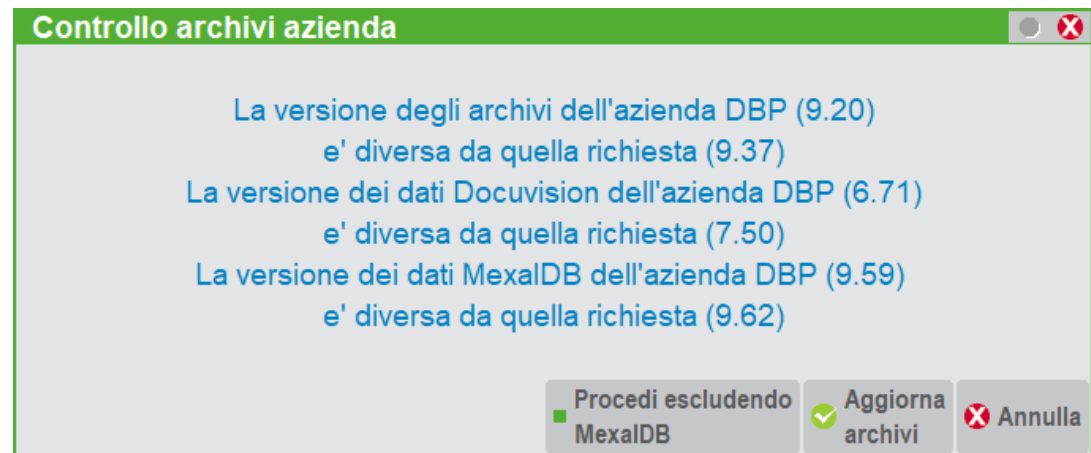 Controllo archivi azienda
La versione degli archivi dell'azienda DBP (9.20)
e' diversa da quella richiesta (9.37)
La versione dei dati Docuvision dell'azienda DBP (6.71)
e' diversa da quella richiesta (7.50)
La versione dei dati MexalDB dell'azienda DBP (9.59)
e' diversa da quella richiesta (9.62)
Procedi escludendo
MexalDB
Aggiorna
archivi
Annulla